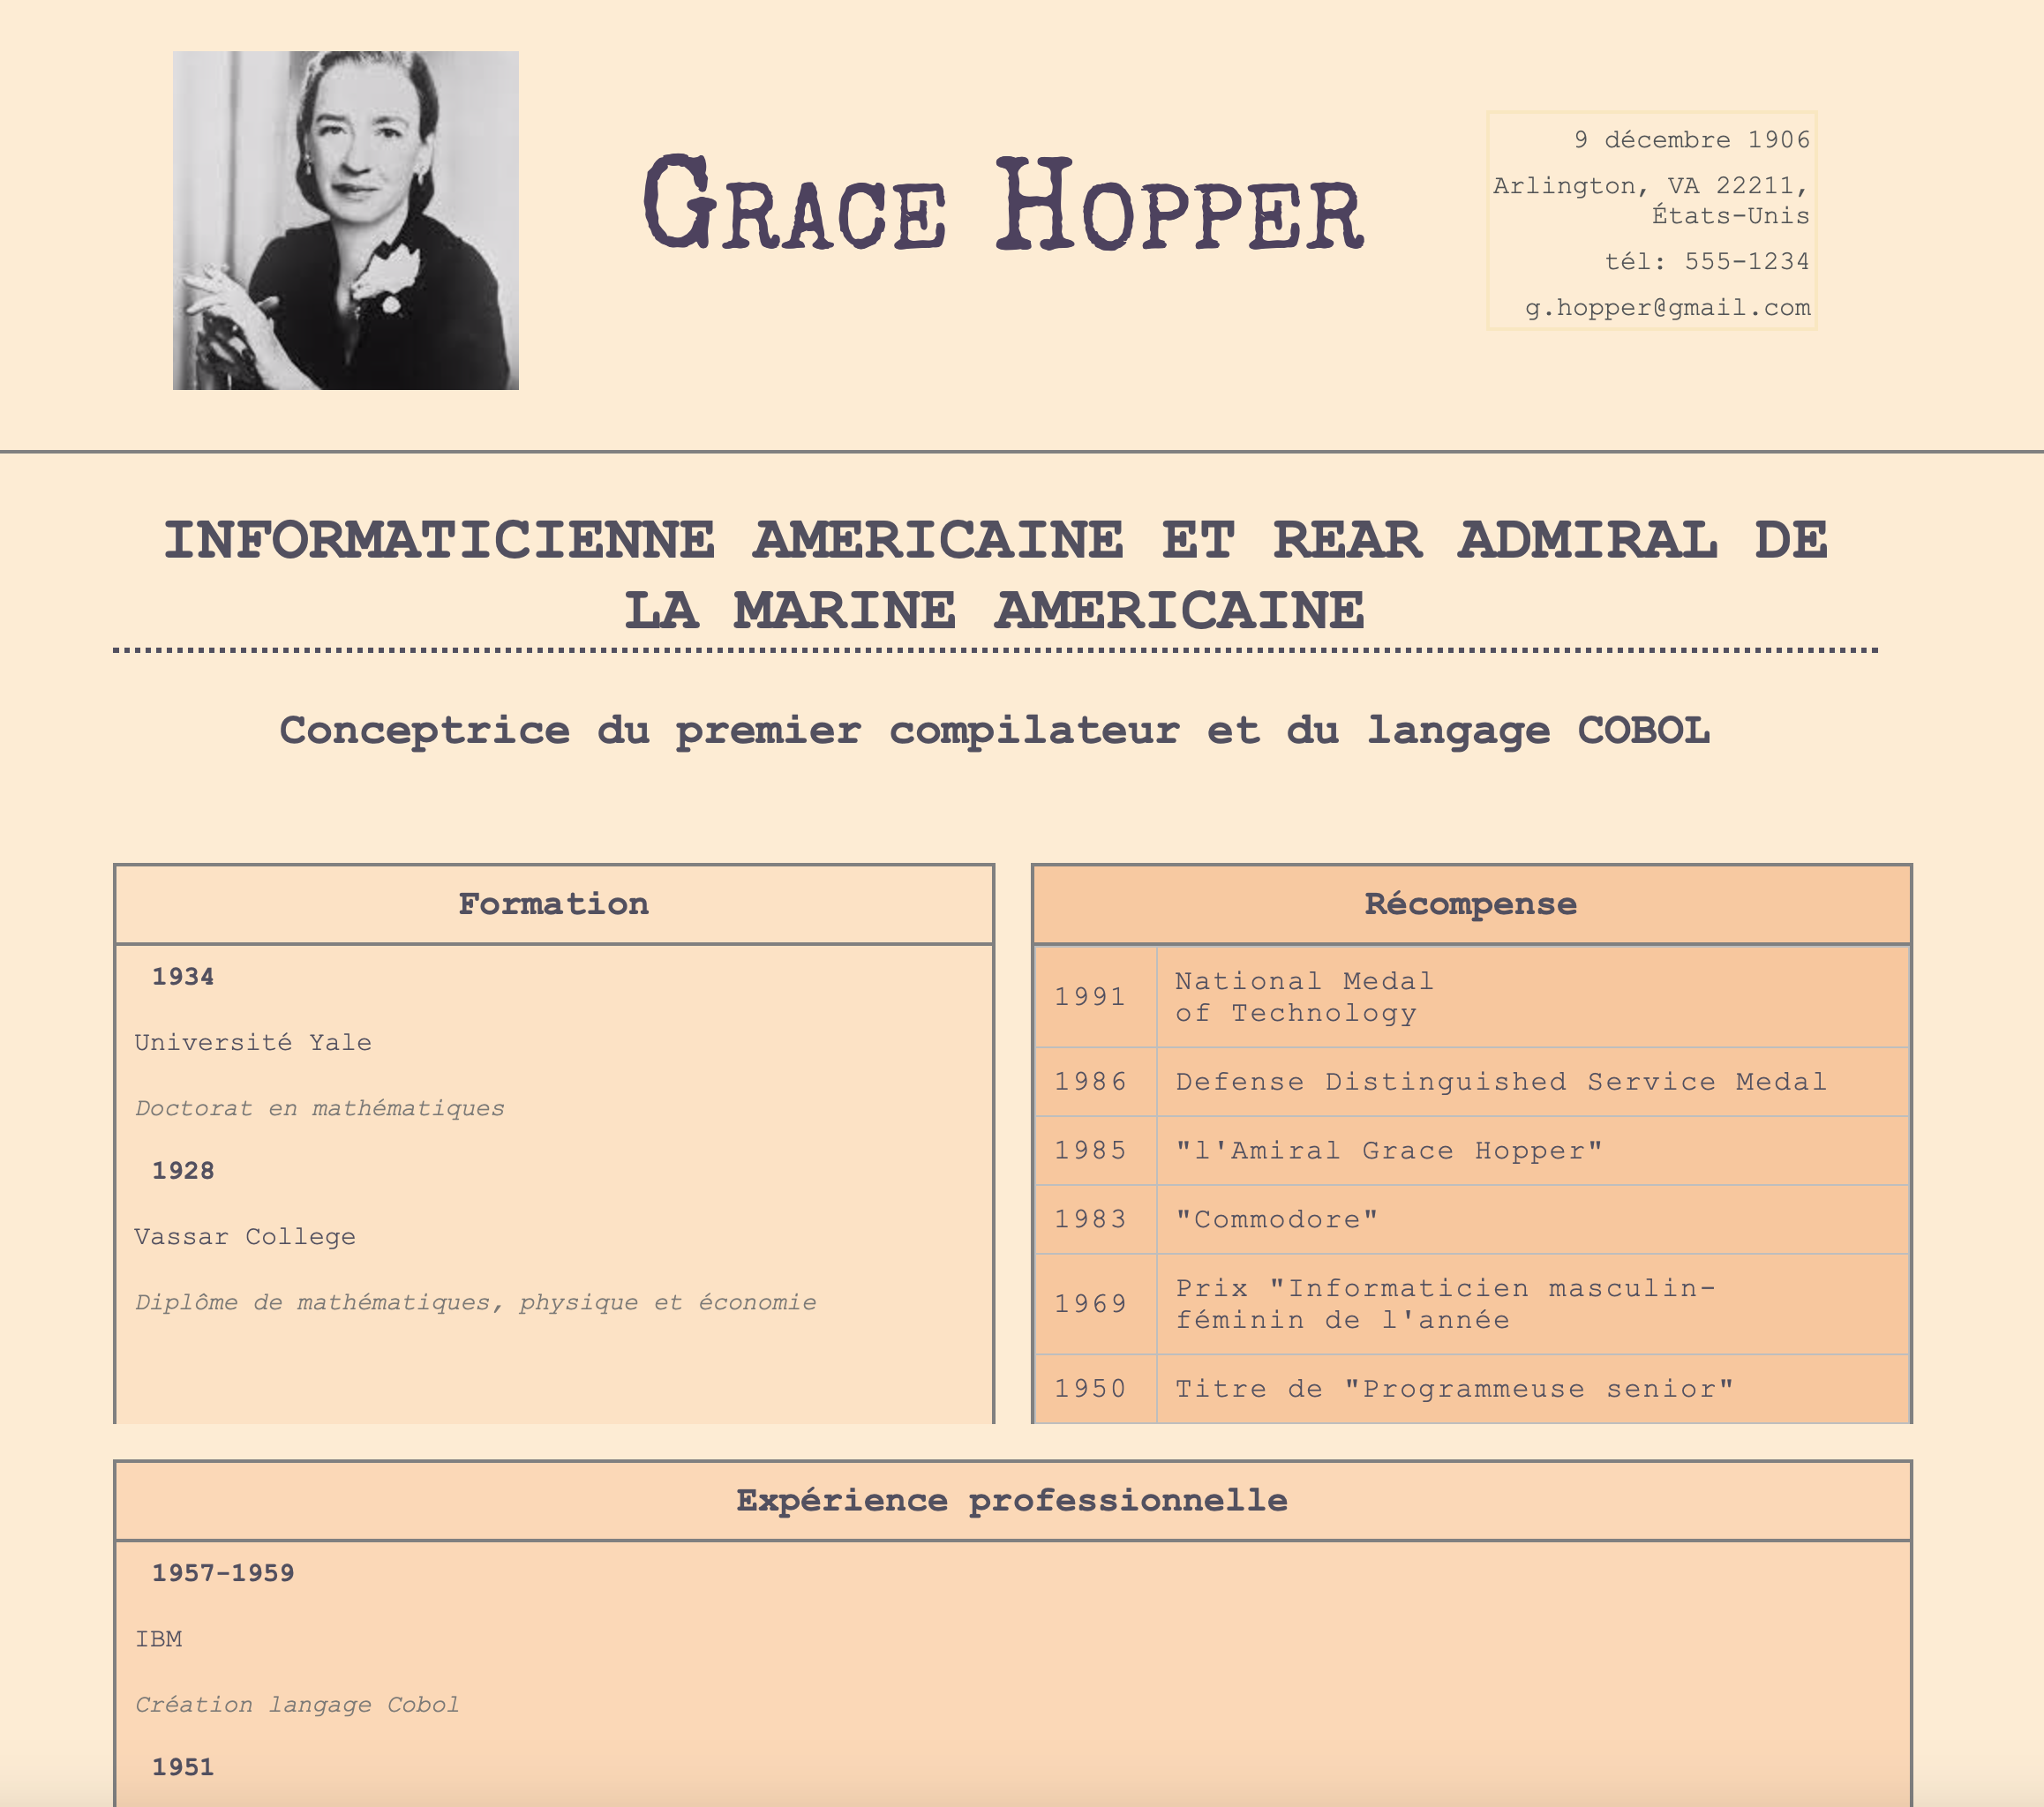 Grace Hopper
9 décembre 1906
Arlington, VA 22211,
États-Unis
tél: 555-1234
g.hopper@gmail.com
INFORMATICIENNE AMERICAINE ET REAR ADMIRAL DE
LA MARINE AMERICAINE
Conceptrice du premier compilateur et du langage COBOL
Formation
1934
Université Yale
Doctorat en mathématiques
1928
Vassar College
Diplôme de mathématiques, physique et économie
Récompense
1991
National Medal
of Technology
1986
Defense Distinguished Service Medal
1985
"l'Amiral Grace Hopper"
1983
"Commodore"
1969
Prix "Informaticien masculin-
féminin de l'année
1950
Titre de "Programmeuse senior"
Expérience professionnelle
1957-1959
IBM
Création langage Cobol
1951